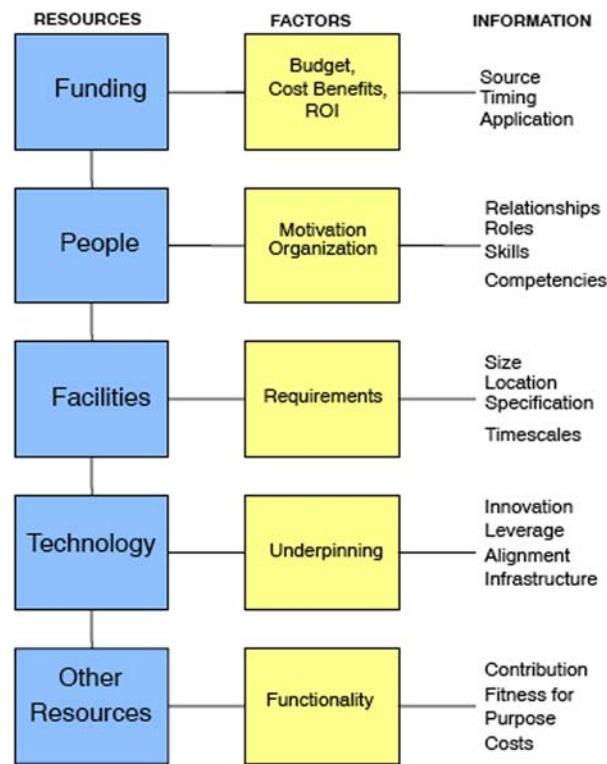 RESOURCES
FACTORS
INFORMATION
Funding
Budget,
Cost Benefits,
ROI
Source
Timing
Application
People
Motivation
Organization
Relationships
Roles
Skills
Competencies
Facilities
Requirements
Size
Location
Specification
Timescales
Technology
Underpinning
Innovation
Leverage
Alignment
Infrastructure
Other
Resources
Functionality
Contribution
Fitness for
Purpose
Costs